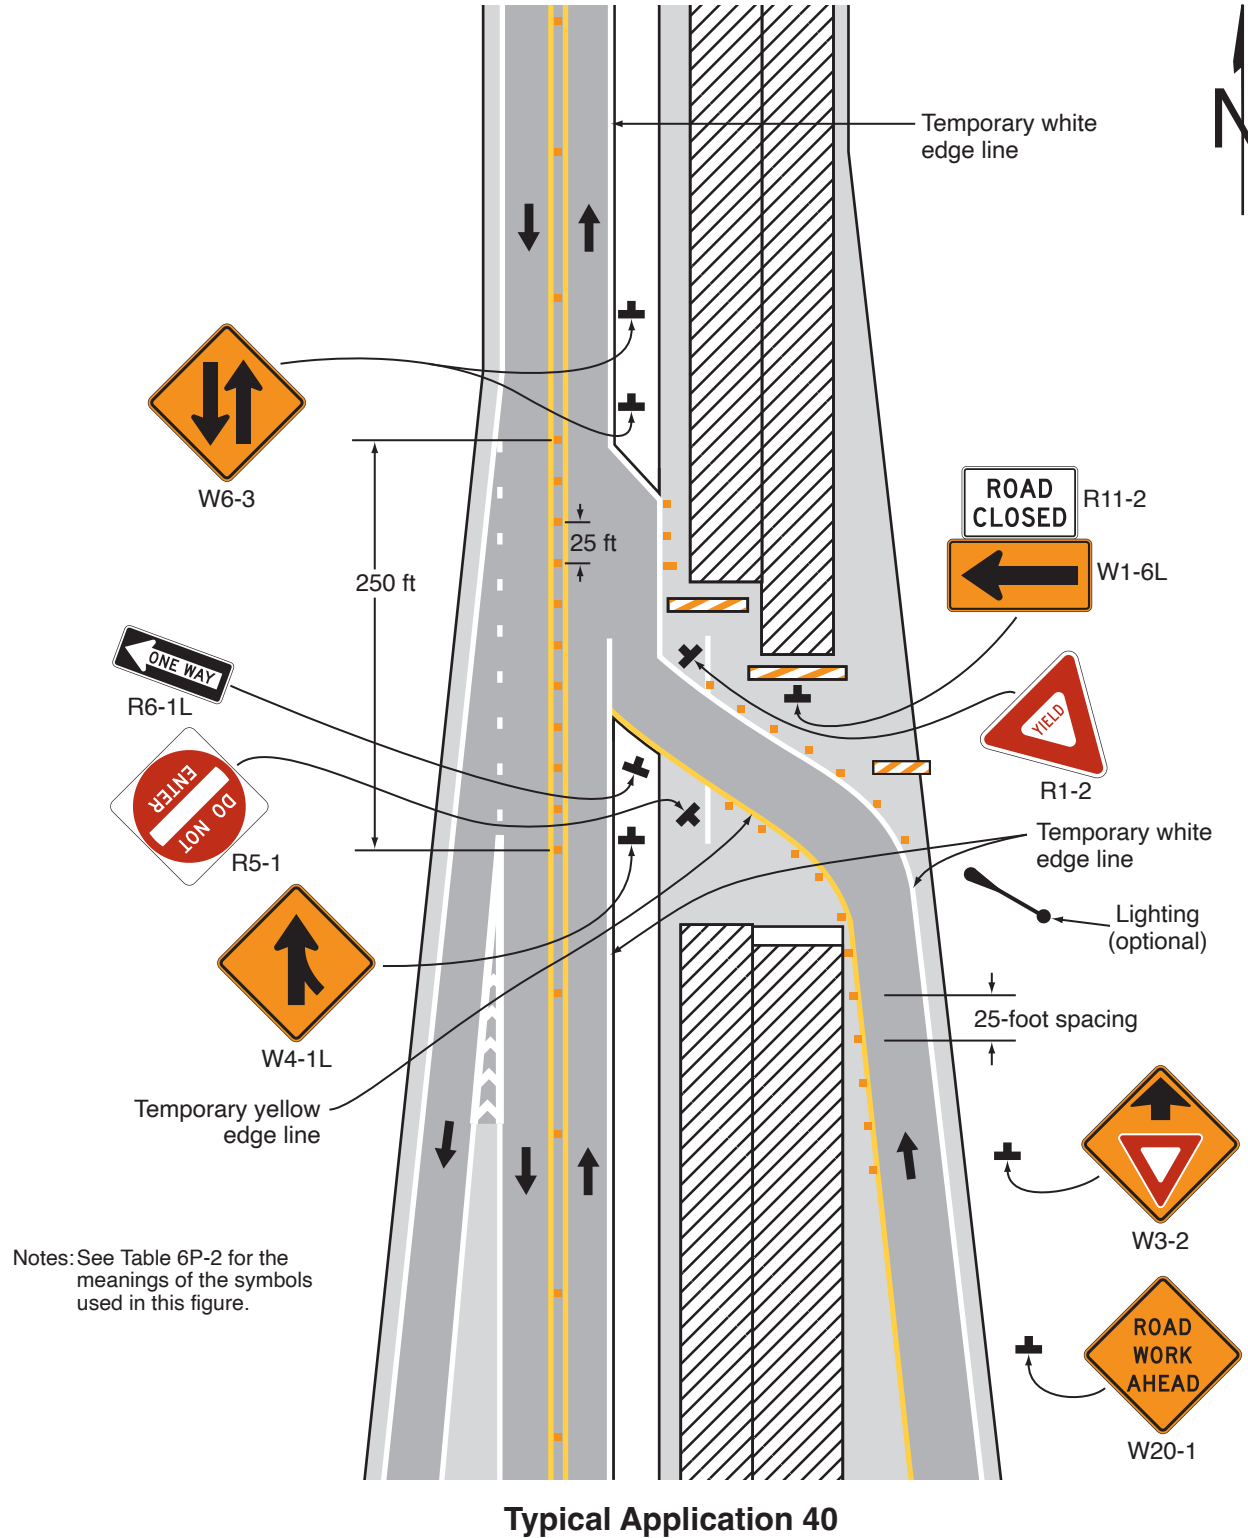 Temporary white
edge line
N
W6-3
ROAD
CLOSED
R11-2
W1-6L
25 ft
250 ft
ONE WAY
R6-1L
YIELD
R1-2
DO NOT
ENTER
R5-1
Temporary white
edge line
Lighting
(optional)
W4-1L
25-foot spacing
Temporary yellow
edge line
W3-2
Notes: See Table 6P-2 for the
meanings of the symbols
used in this figure.
ROAD
WORK
AHEAD
W20-1
Typical Application 40